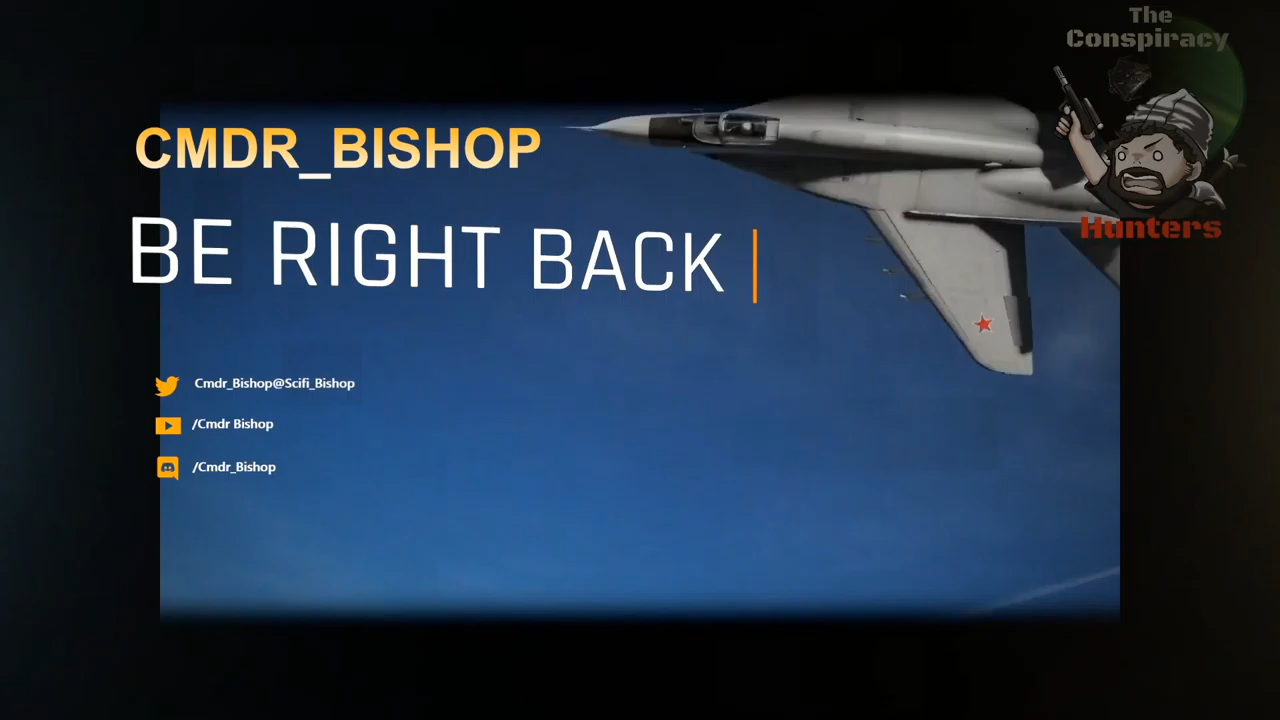 The
Conspiracy
CMDR_BISHOP
Hunters
BE RIGHT BACK
Cmdr_Bishop@Scifi_Bishop
/Cmdr Bishop
/Cmdr_Bishop